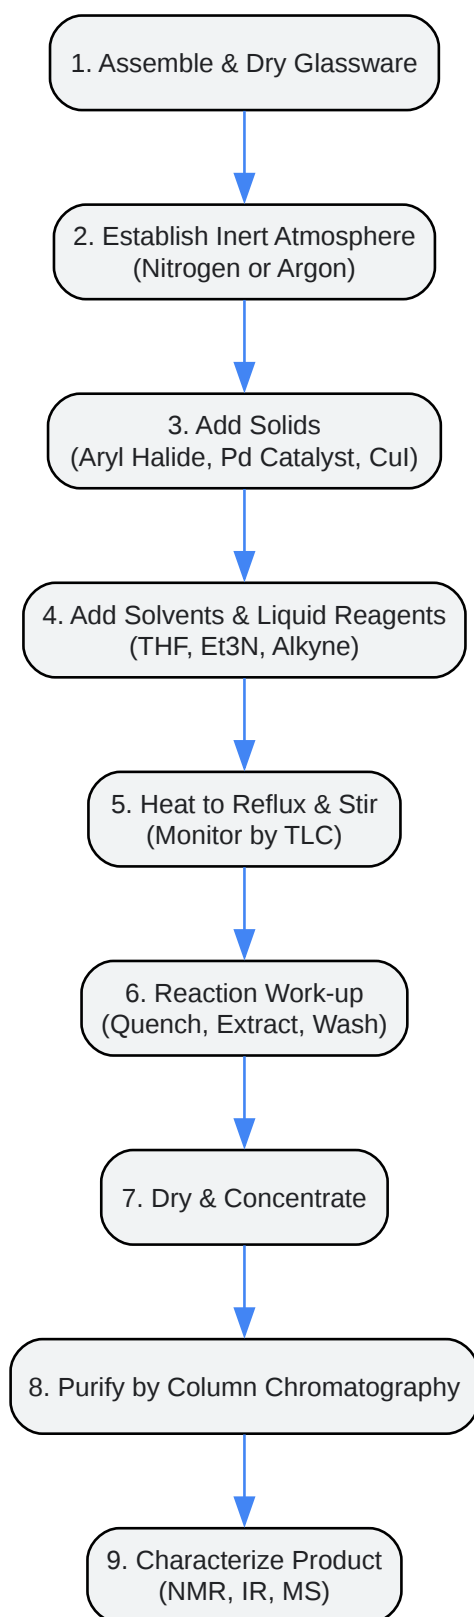 1. Assemble & Dry Glassware
2. Establish Inert Atmosphere
(Nitrogen or Argon)
3. Add Solids
(Aryl Halide, Pd Catalyst, CuI)
4. Add Solvents & Liquid Reagents
(THF, Et3N, Alkyne)
5. Heat to Reflux & Stir
(Monitor by TLC)
6. Reaction Work-up
(Quench, Extract, Wash)
7. Dry & Concentrate
8. Purify by Column Chromatography
9. Characterize Product
(NMR, IR, MS)